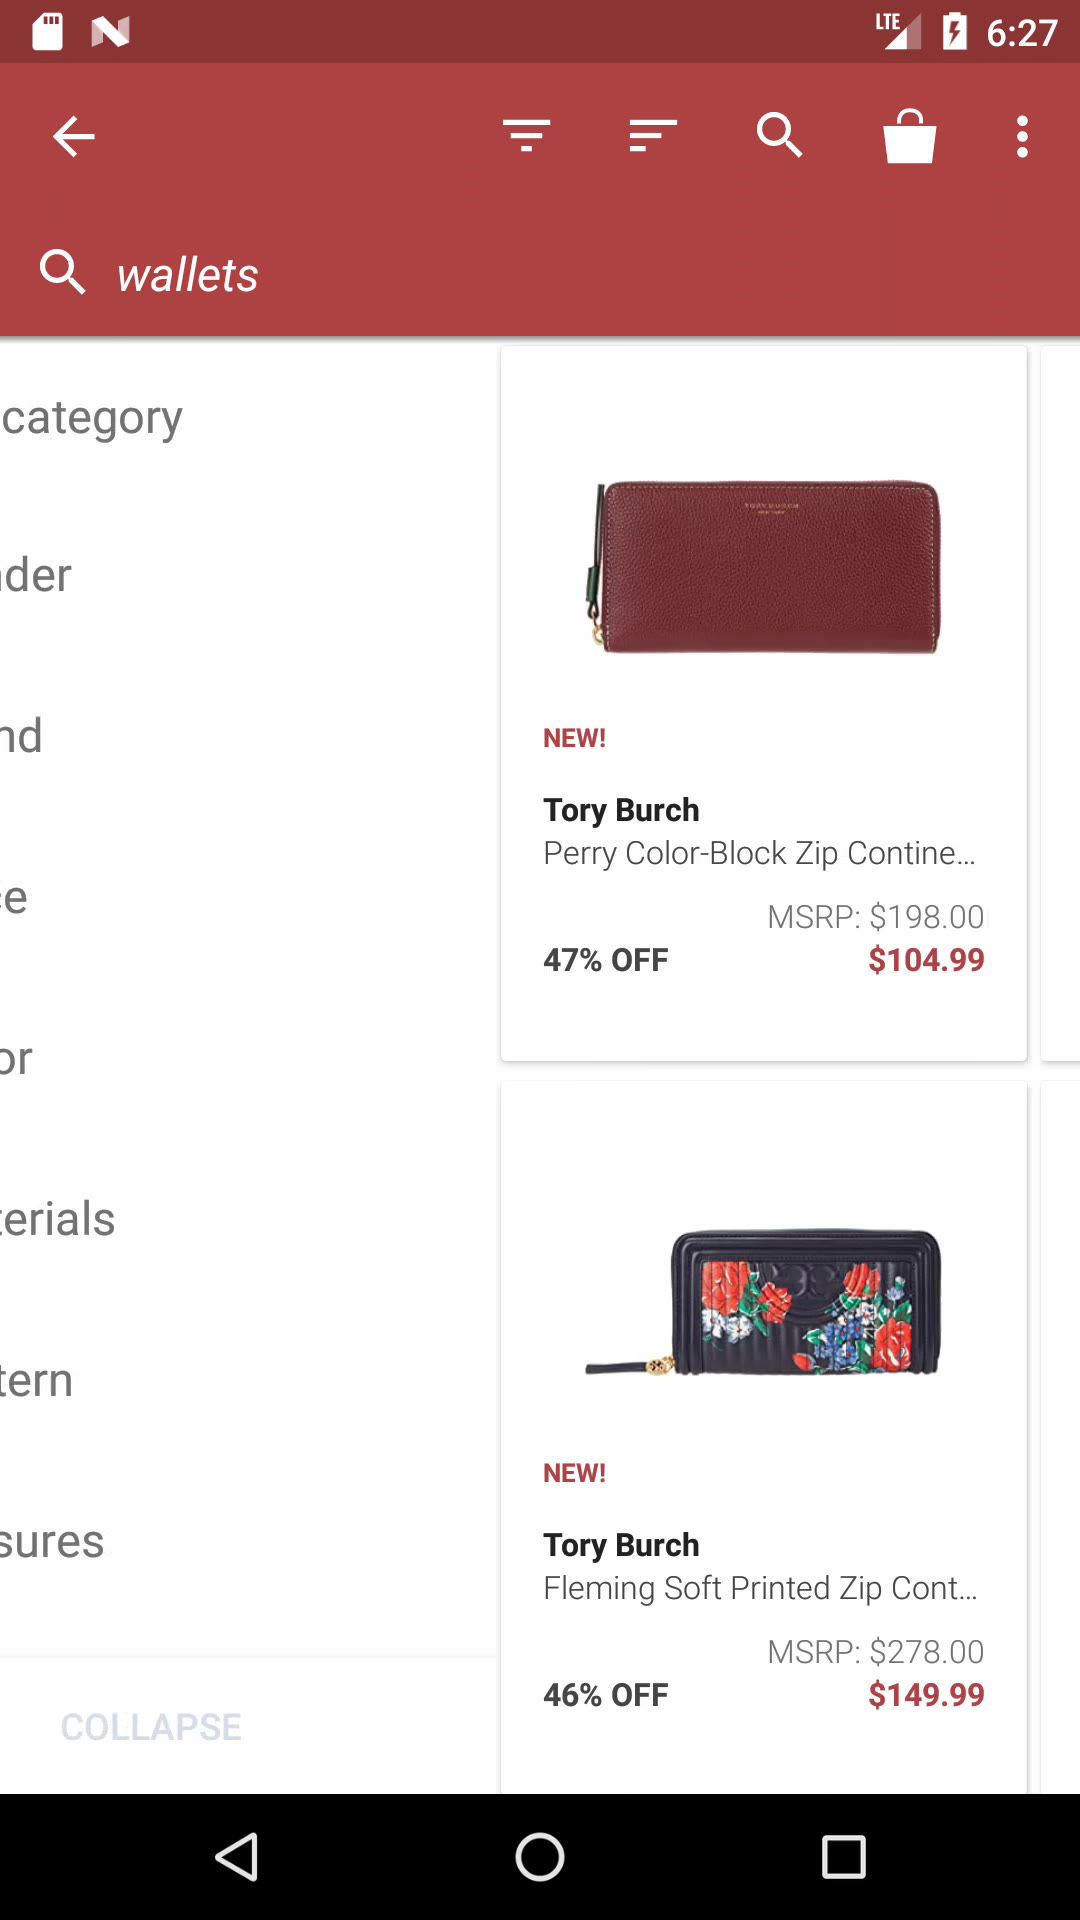 LTE 6:27
wallets
category
der
nd
e
or
erials
tern
sures
COLLAPSE
TORY BURCH
NEW!
Tory Burch
Perry Color-Block Zip Contine...
MSRP: $198.00
47% OFF $104.99
NEW!
Tory Burch
Fleming Soft Printed Zip Cont...
MSRP: $278.00
46% OFF $149.99